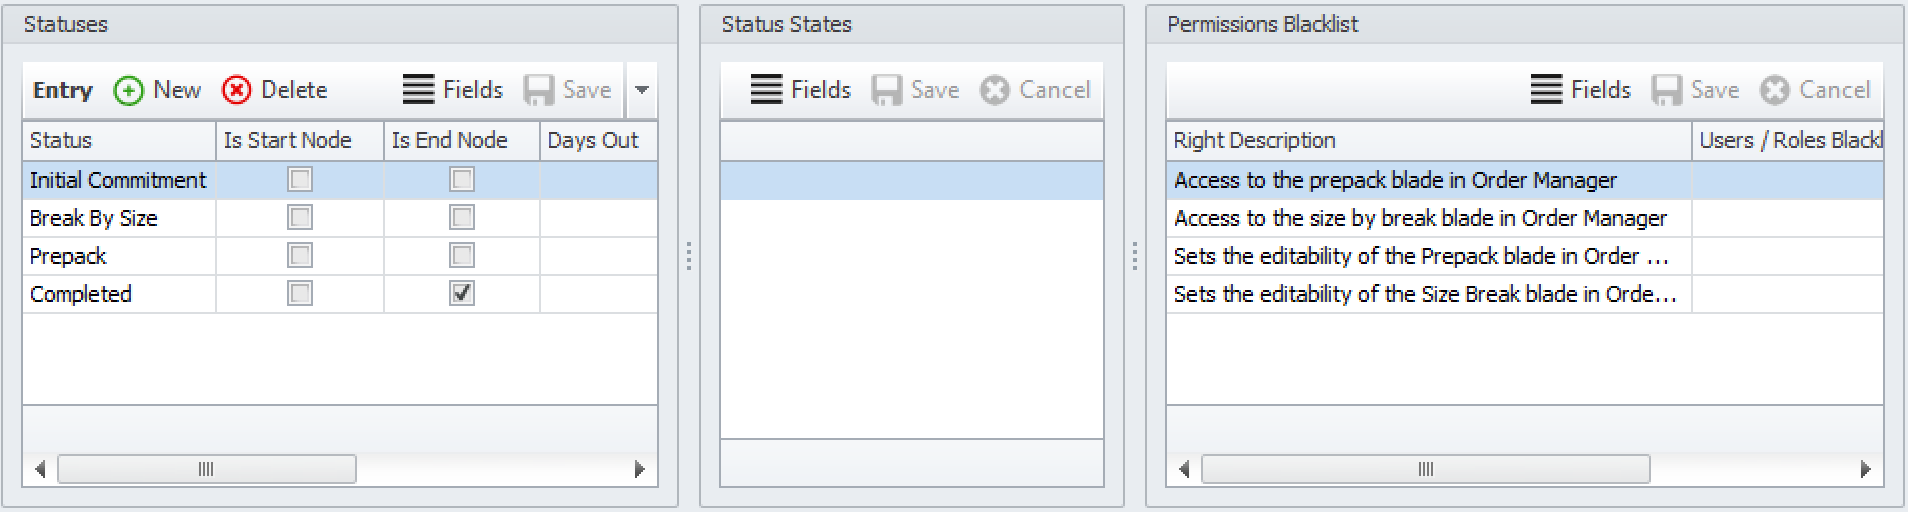 Statuses
Entry New Delete Fields Save
Status Is Start Node Is End Node Days Out
Initial Commitment
Break By Size
Prepack
Completed
Status States
Fields Save Cancel
Permissions Blacklist
Fields Save Cancel
Right Description Users / Roles Blackl
Access to the prepack blade in Order Manager
Access to the size by break blade in Order Manager
Sets the editability of the Prepack blade in Order ...
Sets the editability of the Size Break blade in Orde...